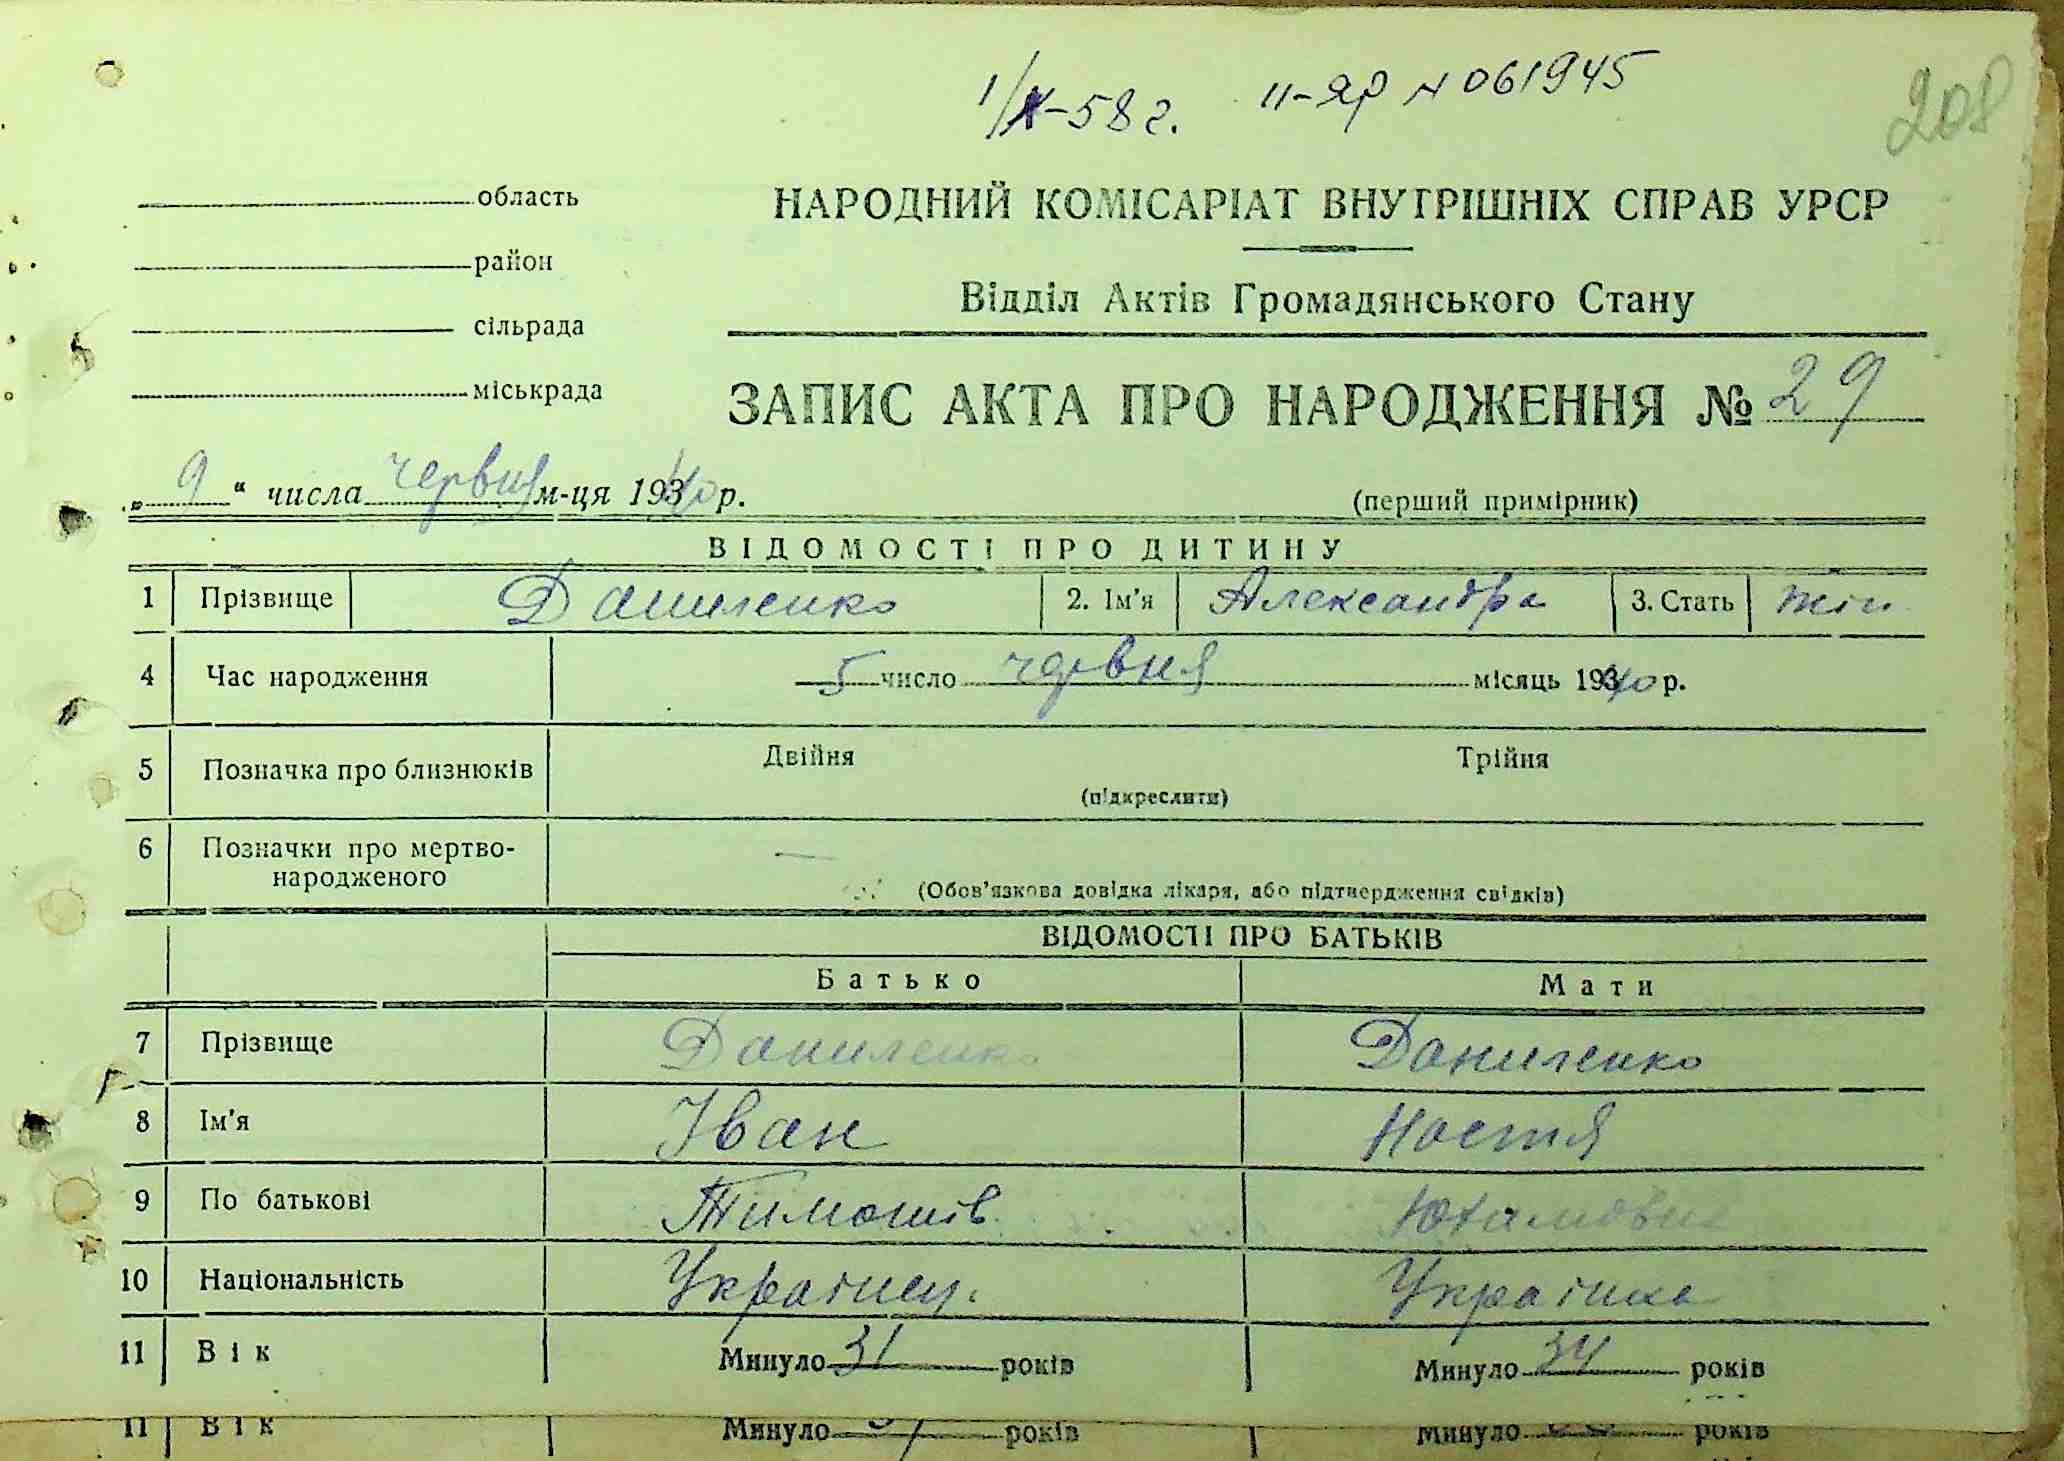 1/X-58 г. II-ЯР № 061945
208
область
район
сільрада
міськрада
НАРОДНИЙ КОМІСАРІАТ ВНУТРІШНІХ СПРАВ УРСР
Відділ Актів Громадянського Стану
ЗАПИС АКТА ПРО НАРОДЖЕННЯ № 29
„ 9 “ числа червня м-ця 1940 р. (перший примірник)
ВІДОМОСТІ ПРО ДИТИНУ
1 Прізвище Даниленко 2. Ім’я Александра 3. Стать жін
4 Час народження 5 число червня місяць 1940 р.
5 Позначка про близнюків Двійня Трійня
(підкреслити)
6 Позначки про мертво-
народженого —
(Обов’язкова довідка лікаря, або підтвердження свідків)
ВІДОМОСТІ ПРО БАТЬКІВ
Батько Мати
7 Прізвище Даниленко Даниленко
8 Ім’я Іван Настя
9 По батькові Тимошів
10 Національність Українец. Українка
11 Вік Минуло 31 років Минуло 34 років
11 Вік Минуло років Минуло років